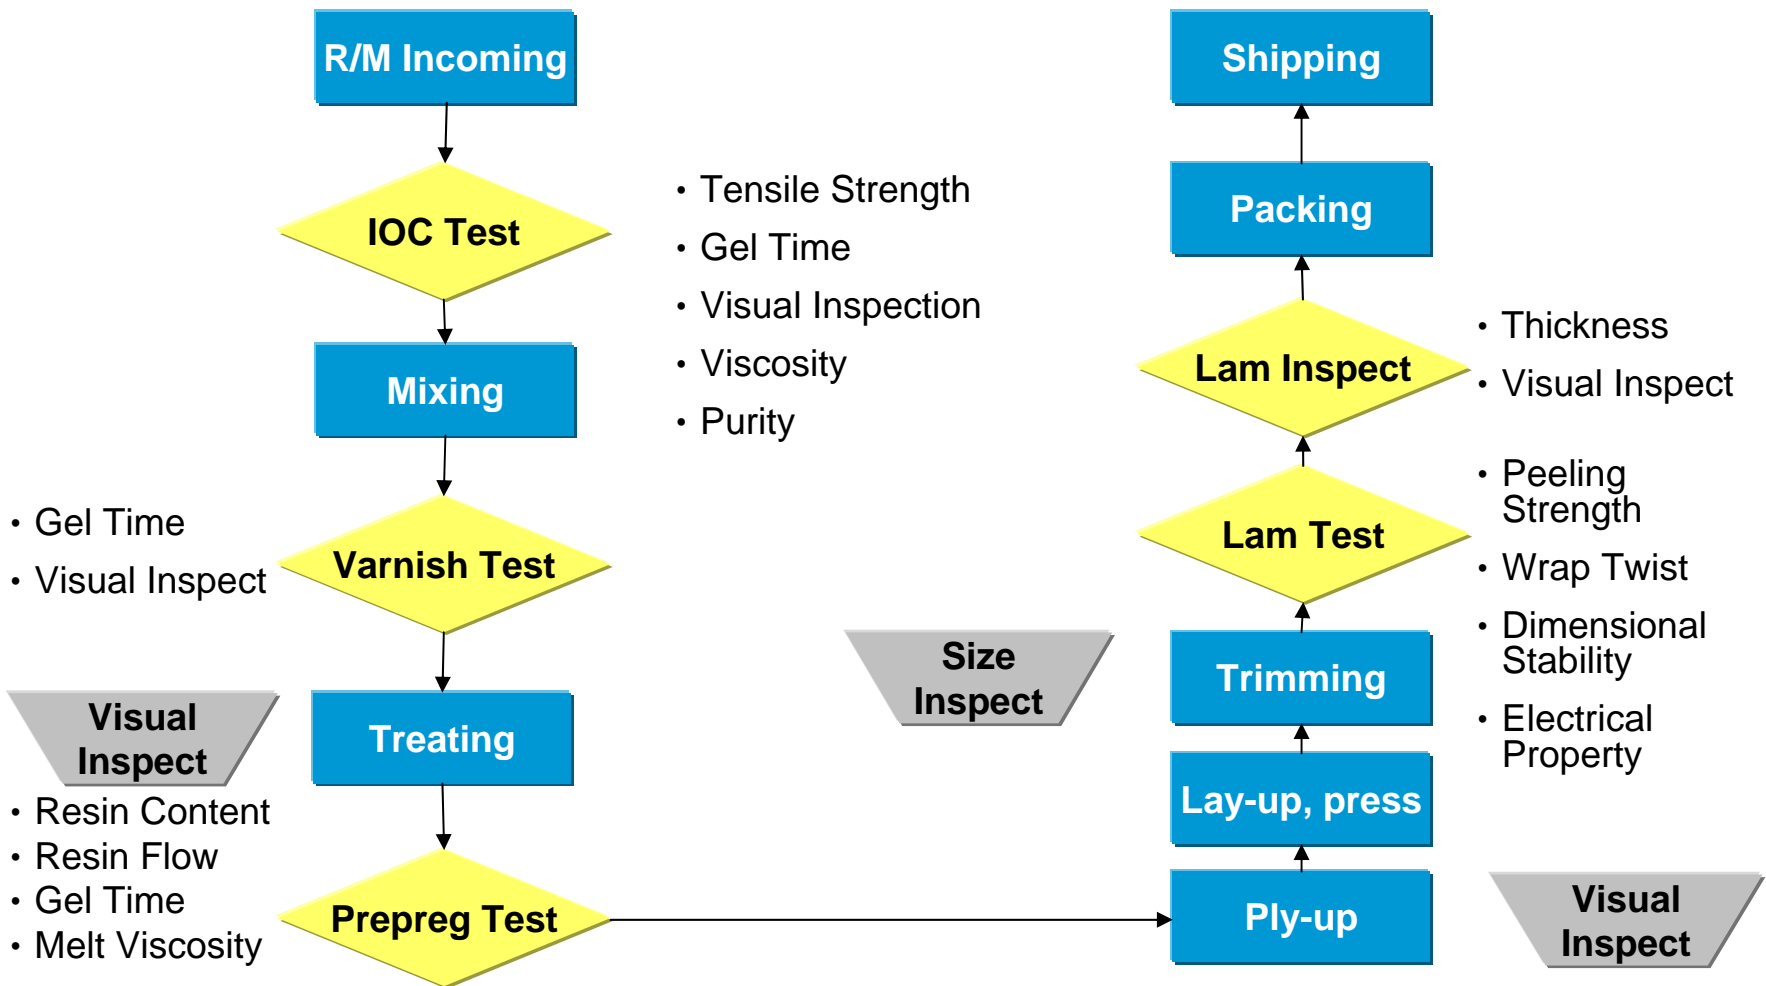 R/M Incoming
IOC Test
• Tensile Strength
• Gel Time
• Visual Inspection
• Viscosity
• Purity
Mixing
• Gel Time
• Visual Inspect
Varnish Test
Visual
Inspect
Treating
• Resin Content
• Resin Flow
• Gel Time
• Melt Viscosity
Prepreg Test
Shipping
Packing
Lam Inspect
• Thickness
• Visual Inspect
Lam Test
• Peeling
Strength
• Wrap Twist
• Dimensional
Stability
• Electrical
Property
Size
Inspect
Trimming
Lay-up, press
Ply-up
Visual
Inspect